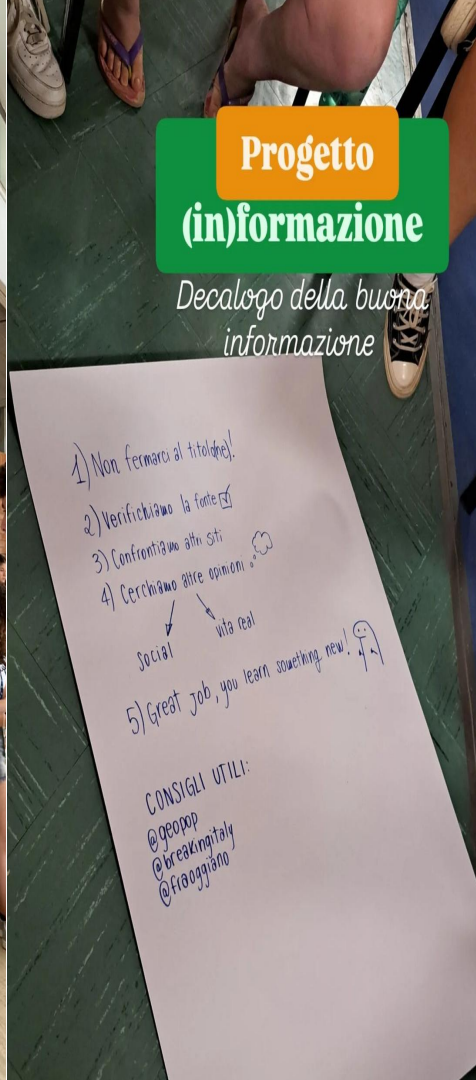 Progetto
(in)formazione
Decalogo della buona
informazione
1) Non fermarci al titolo(ne)!
2) Verifichiamo la fonte
3) Confrontiamo altri siti
4) Cerchiamo altre opinioni
social
vita real
5) Great job, you learn something new!
CONSIGLI UTILI:
@geopop
@breakingitaly
@fraoggiano